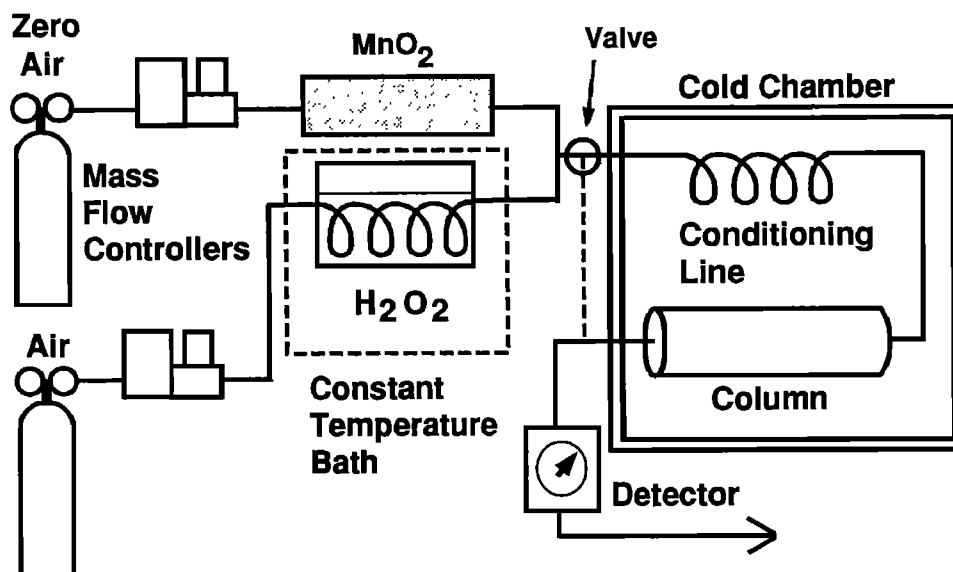 Zero
Air
MnO2
Valve
Cold Chamber
Mass
Flow
Controllers
Conditioning
Line
H2O2
Air
Constant
Temperature
Bath
Column
Detector